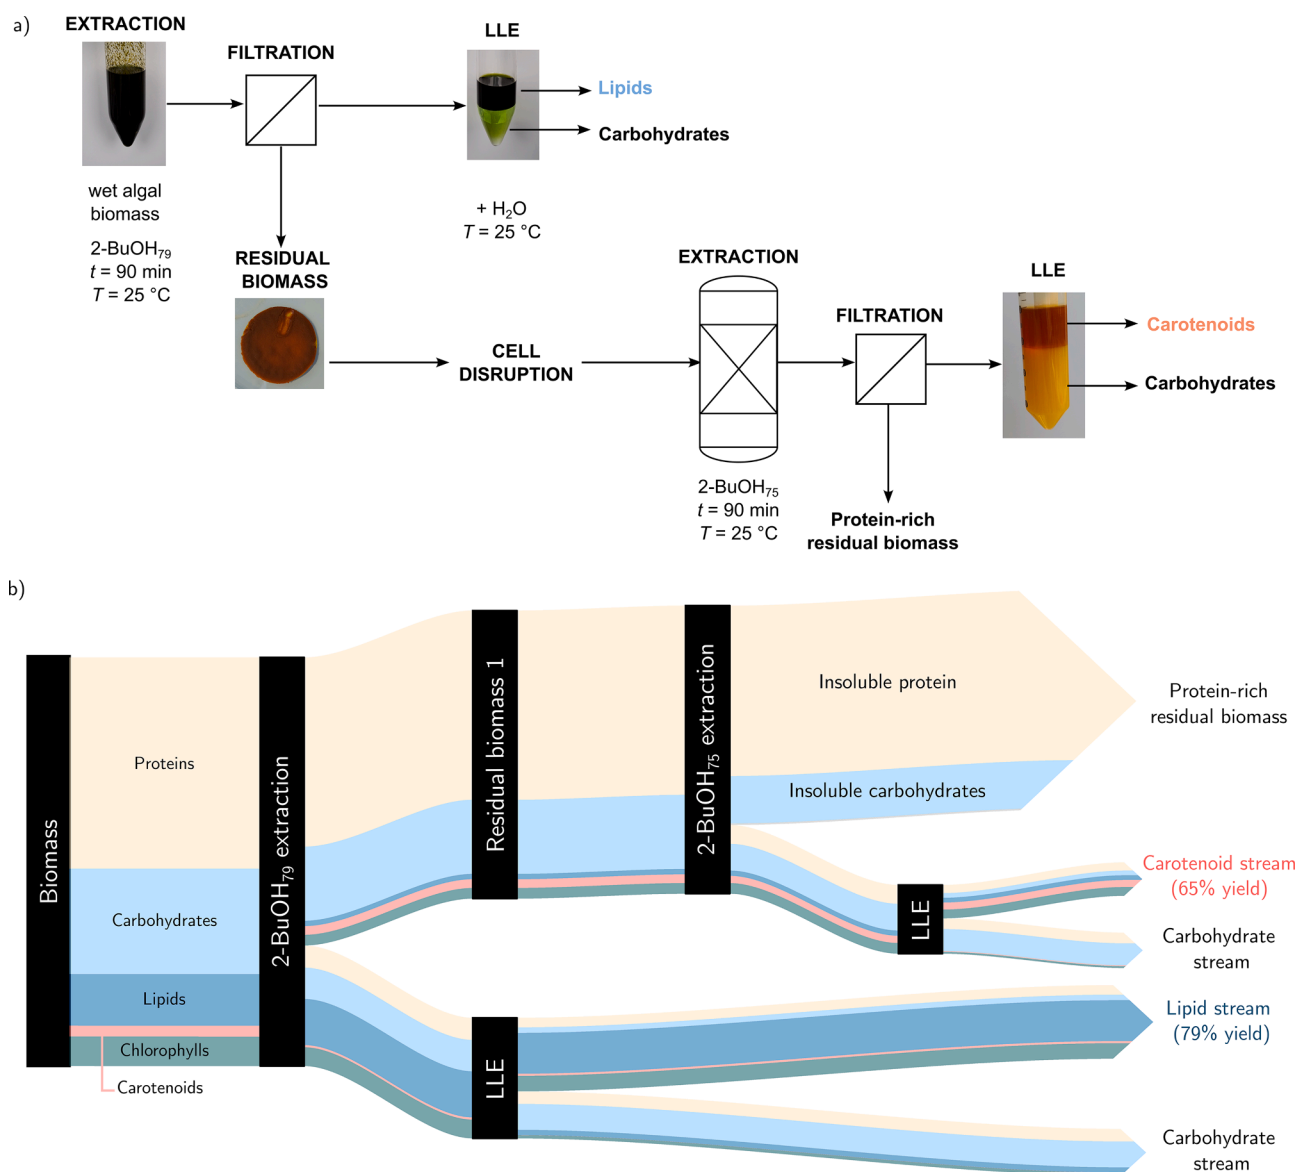 a)
EXTRACTION
FILTRATION
LLE
Lipids
Carbohydrates
wet algal
biomass
2-BuOH₇₉
t = 90 min
T = 25 °C
+ H₂O
T = 25 °C
RESIDUAL
BIOMASS
CELL
DISRUPTION
EXTRACTION
2-BuOH₇₅
t = 90 min
T = 25 °C
FILTRATION
Protein-rich
residual biomass
LLE
Carotenoids
Carbohydrates
b)
Biomass
Proteins
Carbohydrates
Lipids
Chlorophylls
Carotenoids
2-BuOH₇₉ extraction
Residual biomass 1
LLE
2-BuOH₇₅ extraction
Insoluble protein
Insoluble carbohydrates
LLE
Protein-rich
residual biomass
Carotenoid stream
(65% yield)
Carbohydrate
stream
Lipid stream
(79% yield)
Carbohydrate
stream